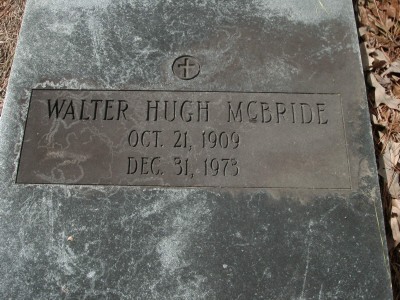 WALTER HUGH MCBRIDE
OCT. 21, 1909
DEC. 31, 1973